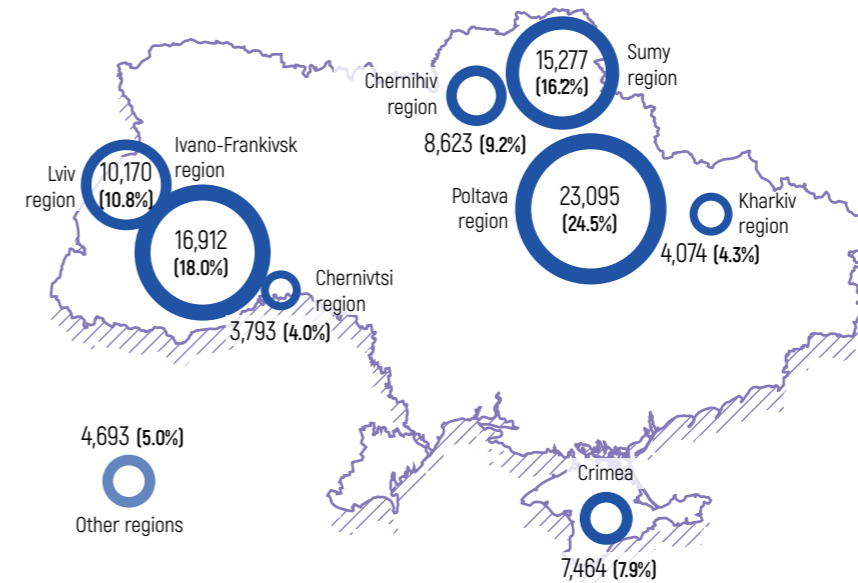 15,277
(16.2%)
Sumy
region
Chernihiv
region
8,623 (9.2%)
Ivano-Frankivsk
region
Lviv
region
10,170
(10.8%)
16,912
(18.0%)
Poltava
region
23,095
(24.5%)
Kharkiv
region
4,074 (4.3%)
Chernivtsi
region
3,793 (4.0%)
4,693 (5.0%)
Other regions
Crimea
7,464 (7.9%)